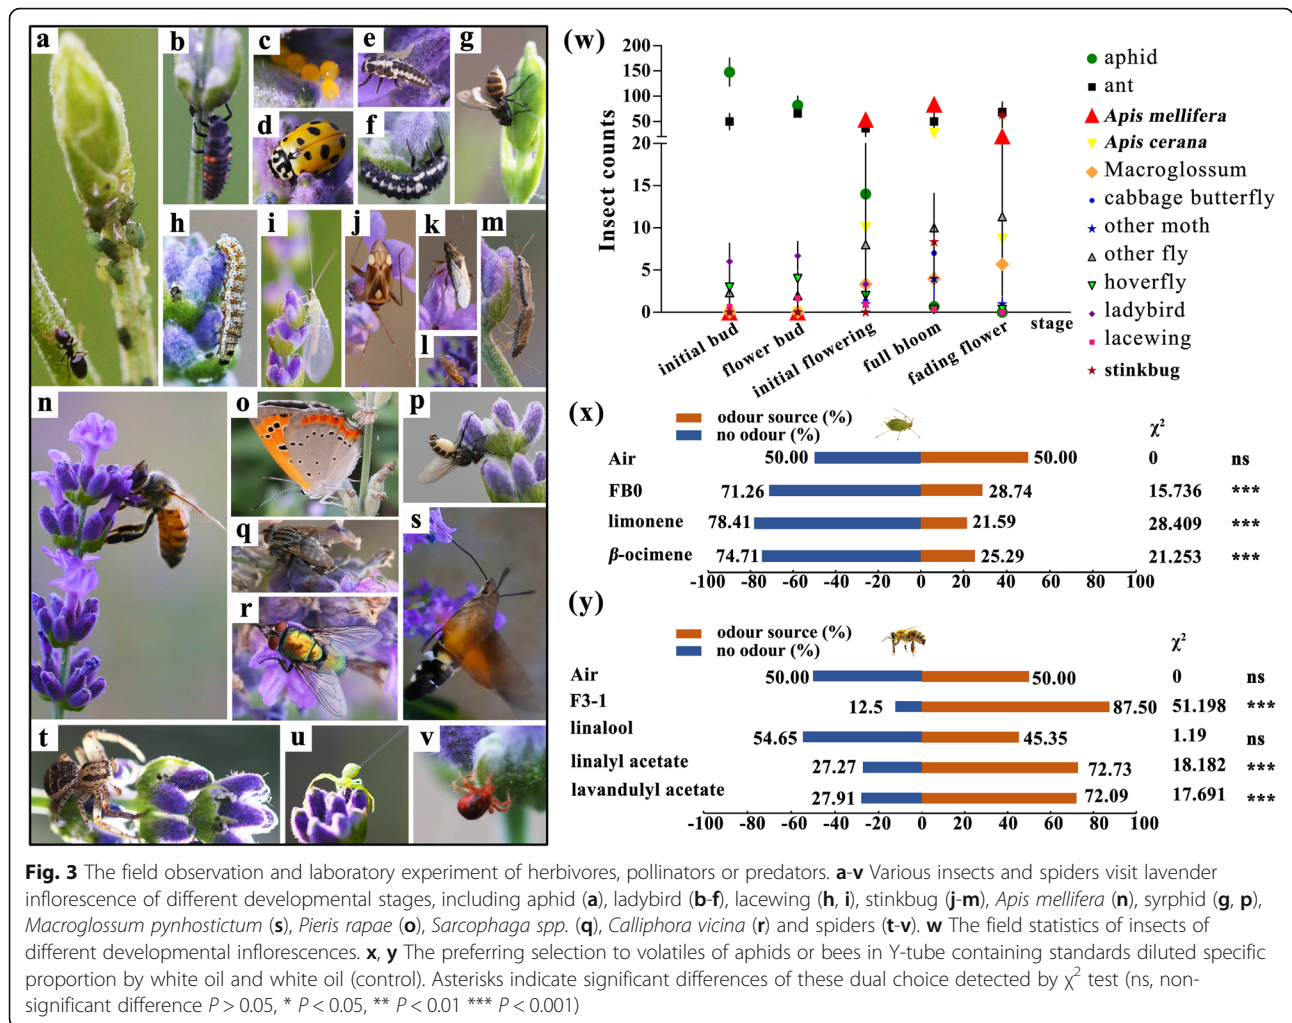 a
b
c
e
g
d
f
h
i
j
k
m
l
n
o
p
q
s
r
t
u
v
(w)
Insect counts
200
150
100
50
20
15
10
5
0
initial bud
flower bud
initial flowering
full bloom
fading flower
stage
aphid
ant
Apis mellifera
Apis cerana
Macroglossum
cabbage butterfly
other moth
other fly
hoverfly
ladybird
lacewing
stinkbug
(x)
odour source (%)
no odour (%)
χ²
Air 50.00 50.00 0 ns
FB0 71.26 28.74 15.736 ***
limonene 78.41 21.59 28.409 ***
β-ocimene 74.71 25.29 21.253 ***
-100 -80 -60 -40 -20 0 20 40 60 80 100
(y)
odour source (%)
no odour (%)
χ²
Air 50.00 50.00 0 ns
F3-1 12.5 87.50 51.198 ***
linalool 54.65 45.35 1.19 ns
linalyl acetate 27.27 72.73 18.182 ***
lavandulyl acetate 27.91 72.09 17.691 ***
-100 -80 -60 -40 -20 0 20 40 60 80 100
Fig. 3 The field observation and laboratory experiment of herbivores, pollinators or predators. a-v Various insects and spiders visit lavender
inflorescence of different developmental stages, including aphid (a), ladybird (b-f), lacewing (h, i), stinkbug (j-m), Apis mellifera (n), syrphid (g, p),
Macroglossum pynhostictum (s), Pieris rapae (o), Sarcophaga spp. (q), Calliphora vicina (r) and spiders (t-v). w The field statistics of insects of
different developmental inflorescences. x, y The preferring selection to volatiles of aphids or bees in Y-tube containing standards diluted specific
proportion by white oil and white oil (control). Asterisks indicate significant differences of these dual choice detected by χ² test (ns, non-
significant difference P > 0.05, * P < 0.05, ** P < 0.01 *** P < 0.001)